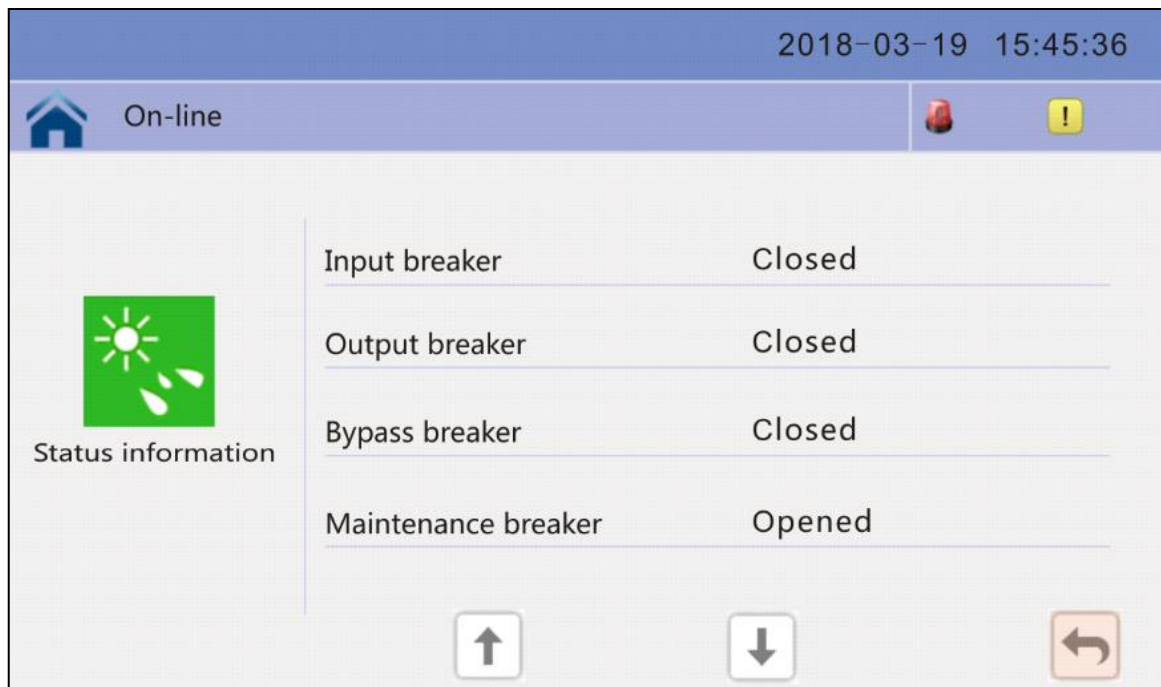 2018-03-19 15:45:36
On-line
!
Input breaker Closed
Output breaker Closed
Bypass breaker Closed
Status information
Maintenance breaker Opened